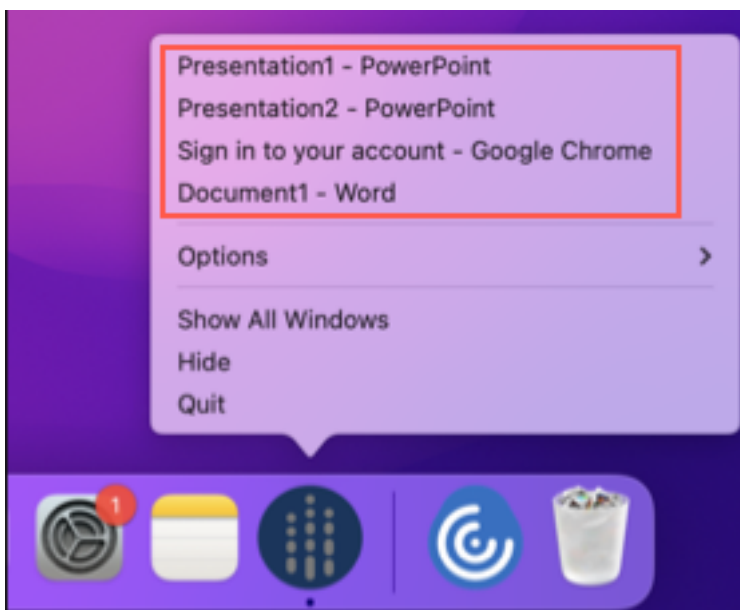 Presentation1 - PowerPoint
Presentation2 - PowerPoint
Sign in to your account - Google Chrome
Document1 - Word
Options
Show All Windows
Hide
Quit
1